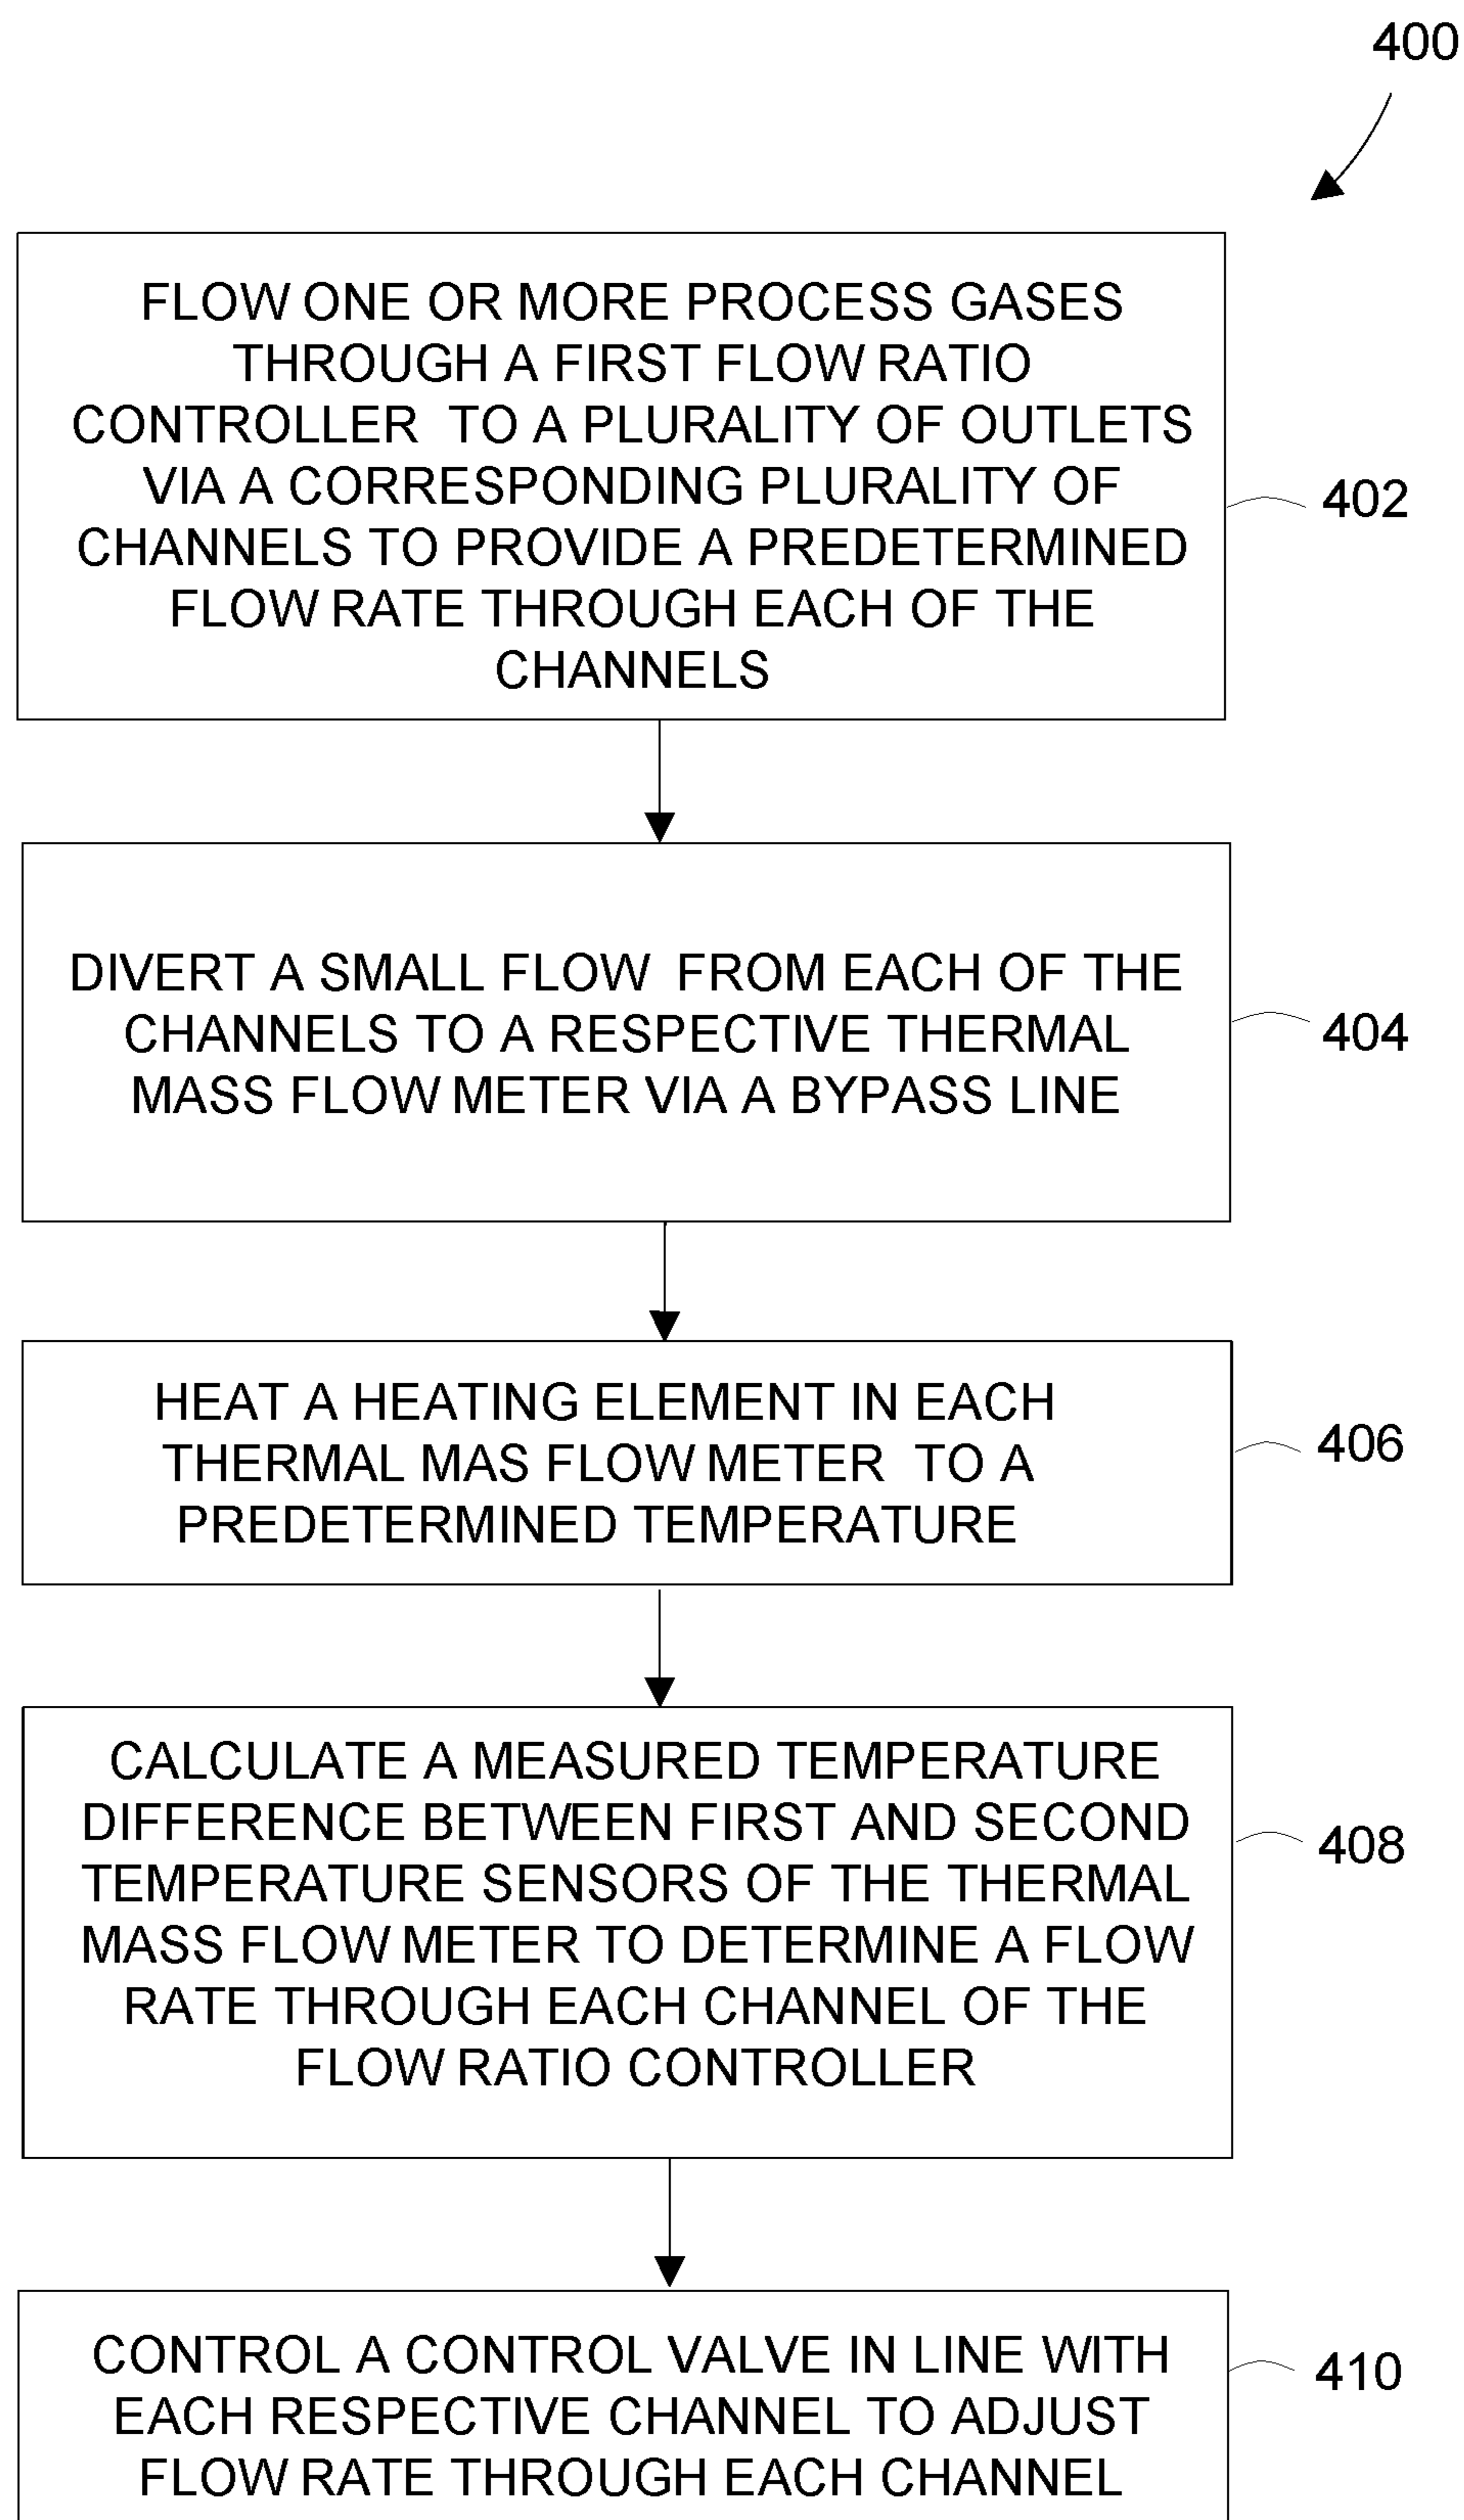 400
FLOW ONE OR MORE PROCESS GASES
THROUGH A FIRST FLOW RATIO
CONTROLLER TO A PLURALITY OF OUTLETS
VIA A CORRESPONDING PLURALITY OF
CHANNELS TO PROVIDE A PREDETERMINED
FLOW RATE THROUGH EACH OF THE
CHANNELS
402
DIVERT A SMALL FLOW FROM EACH OF THE
CHANNELS TO A RESPECTIVE THERMAL
MASS FLOW METER VIA A BYPASS LINE
404
HEAT A HEATING ELEMENT IN EACH
THERMAL MAS FLOW METER TO A
PREDETERMINED TEMPERATURE
406
CALCULATE A MEASURED TEMPERATURE
DIFFERENCE BETWEEN FIRST AND SECOND
TEMPERATURE SENSORS OF THE THERMAL
MASS FLOW METER TO DETERMINE A FLOW
RATE THROUGH EACH CHANNEL OF THE
FLOW RATIO CONTROLLER
408
CONTROL A CONTROL VALVE IN LINE WITH
EACH RESPECTIVE CHANNEL TO ADJUST
FLOW RATE THROUGH EACH CHANNEL
410